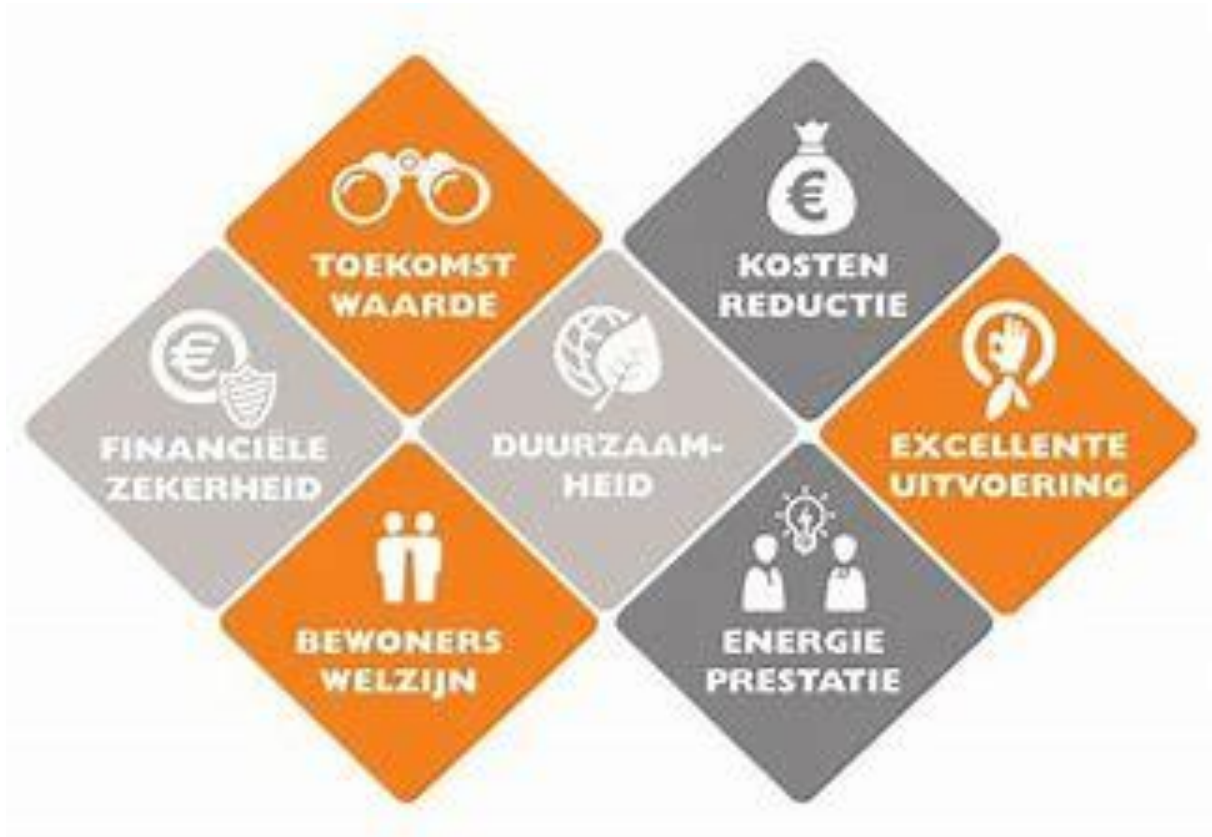 TOEKOMST
WAARDE
KOSTEN
REDUCTIE
FINANCIËLE
ZEKERHEID
DUURZAAM-
HEID
EXCELLENTE
UITVOERING
BEWONERS
WELZIJN
ENERGIE
PRESTATIE